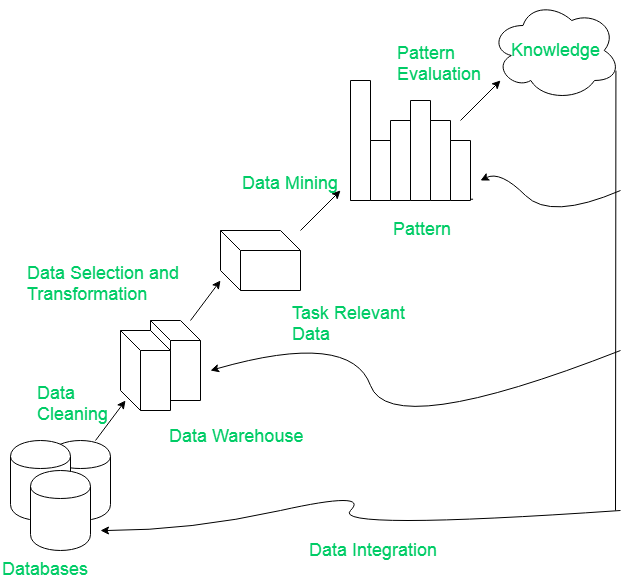 Knowledge
Pattern
Evaluation
Data Mining
Pattern
Data Selection and
Transformation
Task Relevant
Data
Data
Cleaning
Data Warehouse
Data Integration
Databases